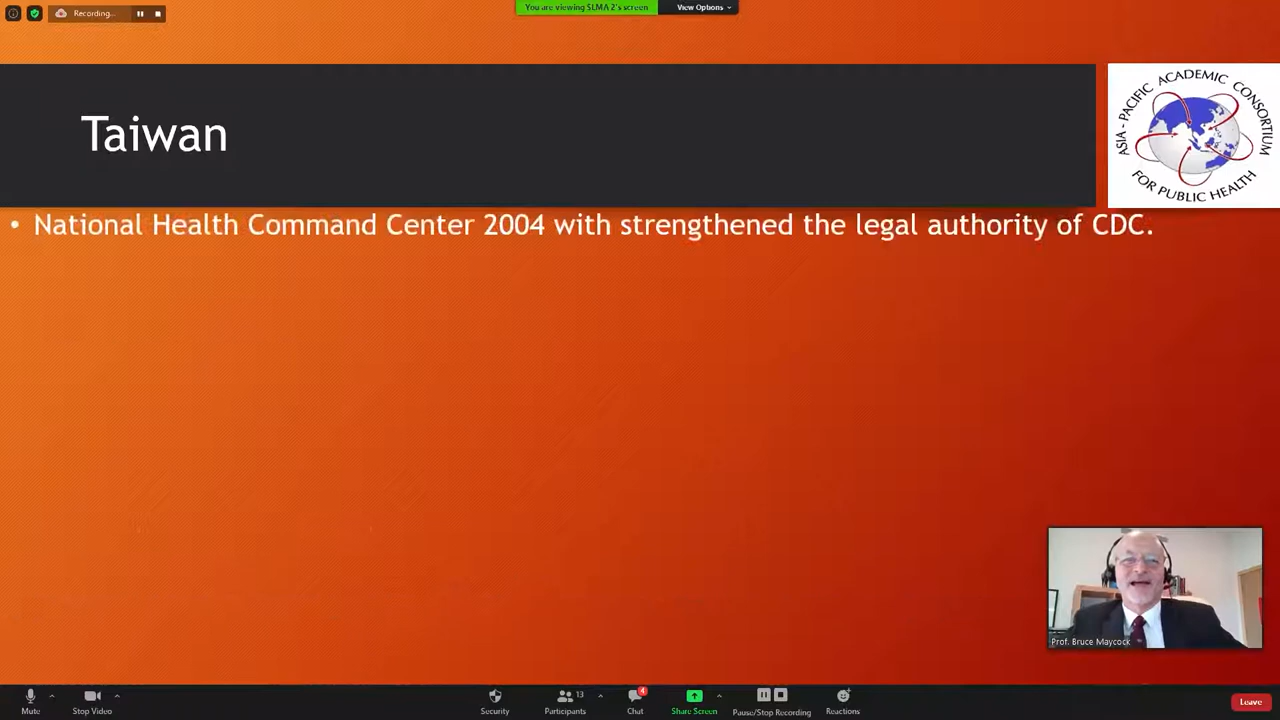 Recording...
You are viewing SLMA 2's screen
View Options
Taiwan
ASIA - PACIFIC ACADEMIC CONSORTIUM
FOR PUBLIC HEALTH
• National Health Command Center 2004 with strengthened the legal authority of CDC.
Prof. Bruce Maycock
Mute
Stop Video
Security
Participants
13
Chat
4
Share Screen
Pause/Stop Recording
Reactions
Leave